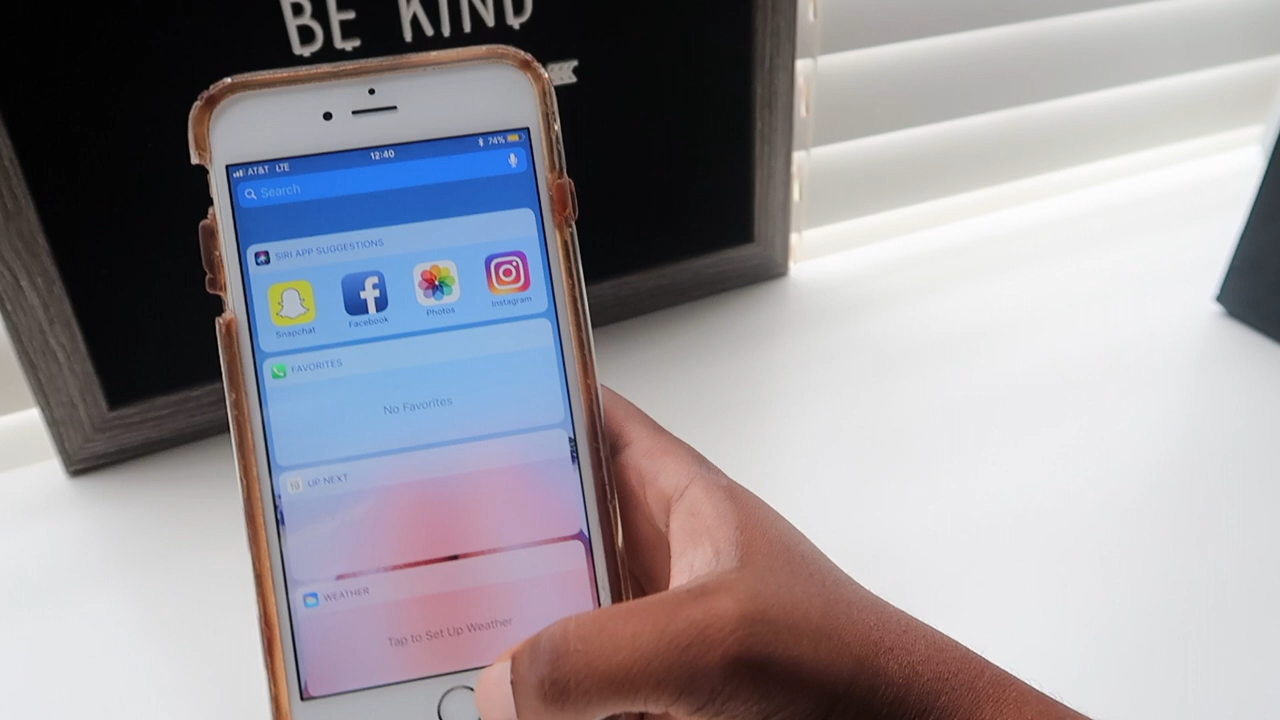 BE KIND
AT&T LTE 12:40 74%
Search
SIRI APP SUGGESTIONS
Snapchat Facebook Photos Instagram
FAVORITES
No Favorites
19 UP NEXT
WEATHER
Tap to Set Up Weather